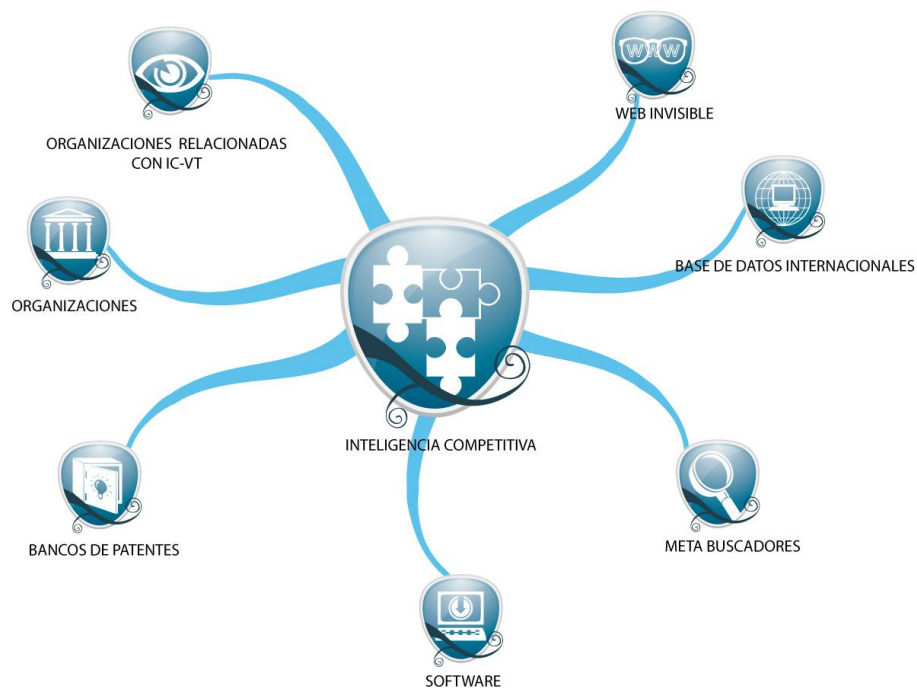 WWW
WEB INVISIBLE
ORGANIZACIONES RELACIONADAS
CON IC-VT
BASE DE DATOS INTERNACIONALES
ORGANIZACIONES
INTELIGENCIA COMPETITIVA
META BUSCADORES
BANCOS DE PATENTES
SOFTWARE